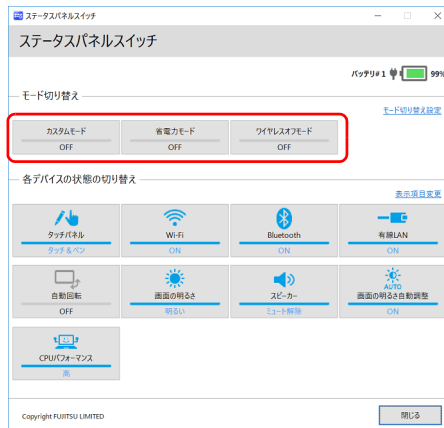 ステータスパネルスイッチ
ステータスパネルスイッチ
バッテリ# 1 99%
モード切り替え
モード切り替え設定
カスタムモード 省電力モード ワイヤレスオフモード
OFF OFF OFF
各デバイスの状態の切り替え
表示項目変更
タッチパネル Wi-Fi Bluetooth 有線LAN
タッチ & ペン ON ON ON
AUTO
自動回転 画面の明るさ スピーカー 画面の明るさ自動調整
OFF 明るい ミュート解除 ON
CPUパフォーマンス
高
Copyright FUJITSU LIMITED 閉じる